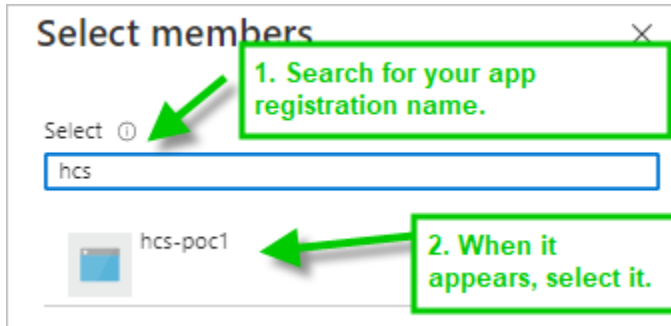 Select members
1. Search for your app
registration name.
Select
hcs
hcs-poc1
2. When it
appears, select it.